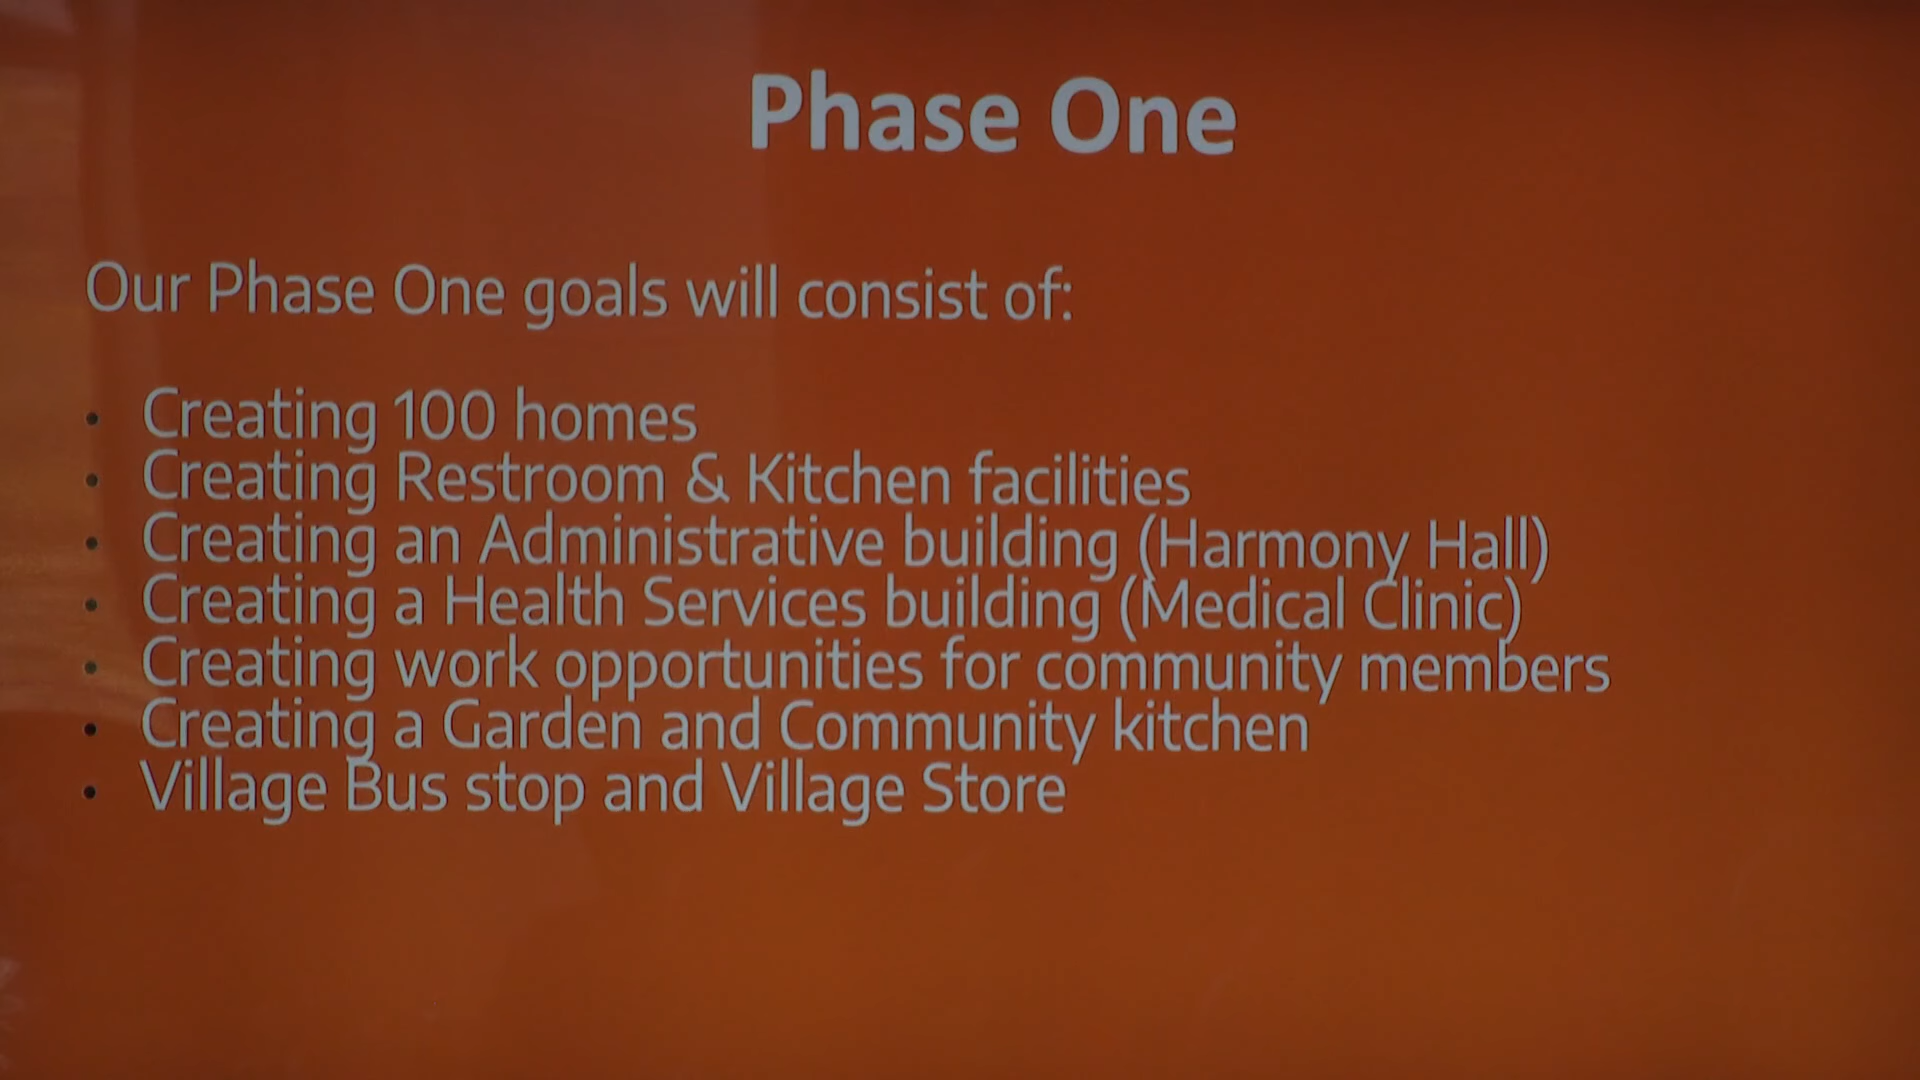 Phase One
Our Phase One goals will consist of:
• Creating 100 homes
• Creating Restroom & Kitchen facilities
• Creating an Administrative building (Harmony Hall)
• Creating a Health Services building (Medical Clinic)
• Creating work opportunities for community members
• Creating a Garden and Community kitchen
• Village Bus stop and Village Store